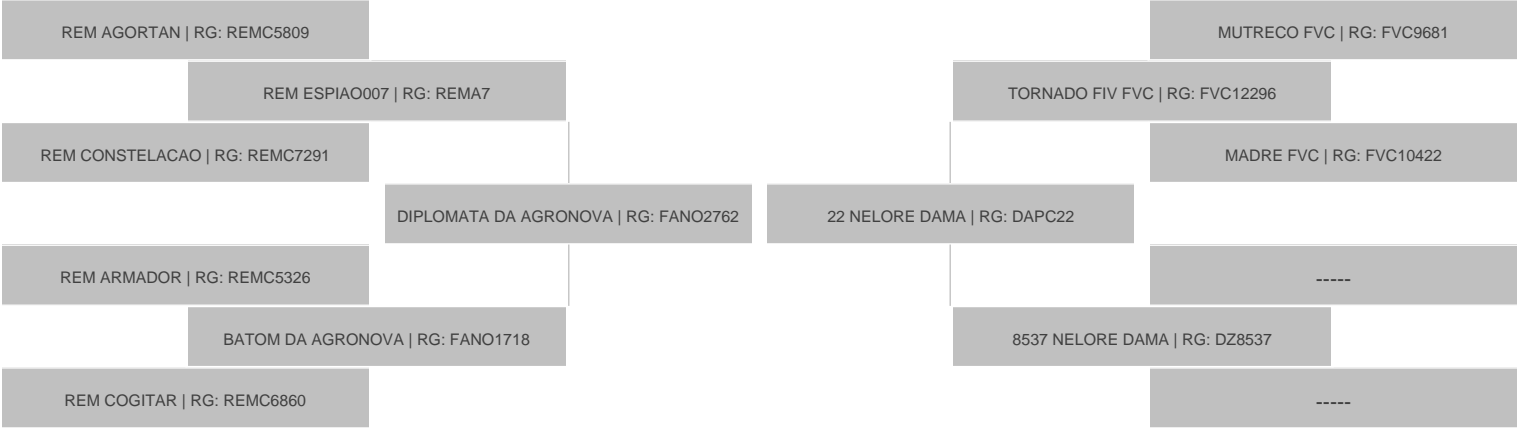 REM AGORTAN | RG: REMC5809
MUTRECO FVC | RG: FVC9681
REM ESPIAO007 | RG: REMA7
TORNADO FIV FVC | RG: FVC12296
REM CONSTELACAO | RG: REMC7291
MADRE FVC | RG: FVC10422
DIPLOMATA DA AGRONOVA | RG: FANO2762
22 NELORE DAMA | RG: DAPC22
REM ARMADOR | RG: REMC5326
-----
BATOM DA AGRONOVA | RG: FANO1718
8537 NELORE DAMA | RG: DZ8537
REM COGITAR | RG: REMC6860
-----